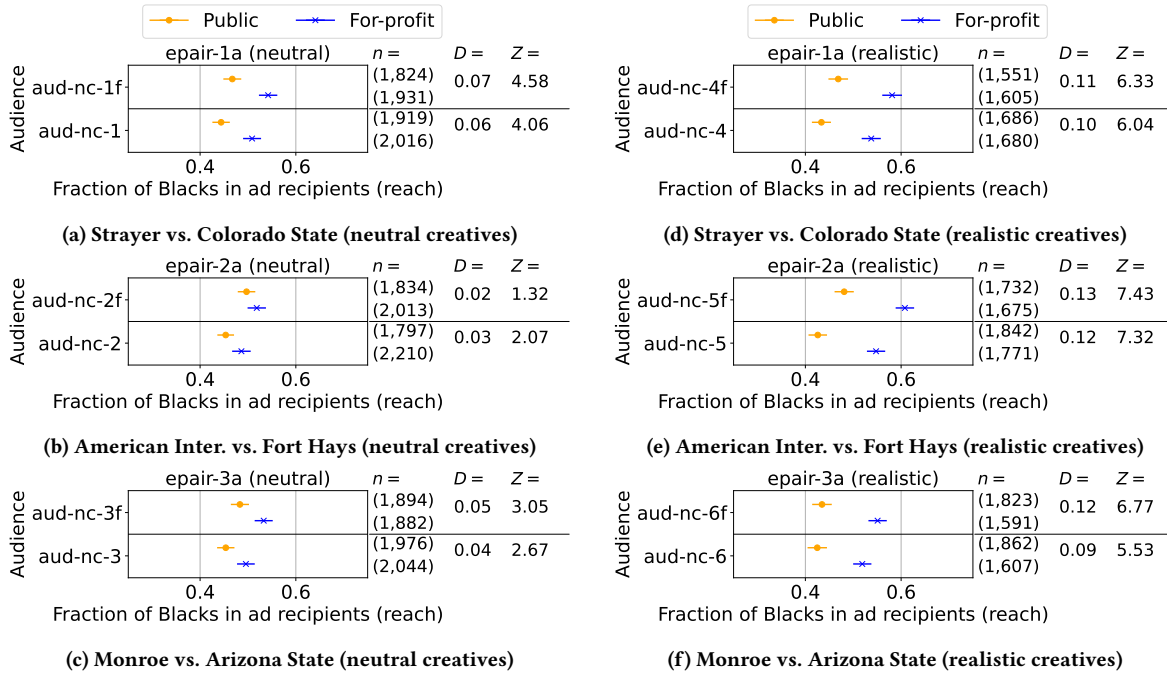 Public For-profit
epair-1a (neutral) n = D = Z =
Audience
aud-nc-1f (1,824) 0.07 4.58
(1,931)
aud-nc-1 (1,919) 0.06 4.06
(2,016)
0.4 0.6
Fraction of Blacks in ad recipients (reach)
(a) Strayer vs. Colorado State (neutral creatives)
epair-2a (neutral) n = D = Z =
Audience
aud-nc-2f (1,834) 0.02 1.32
(2,013)
aud-nc-2 (1,797) 0.03 2.07
(2,210)
0.4 0.6
Fraction of Blacks in ad recipients (reach)
(b) American Inter. vs. Fort Hays (neutral creatives)
epair-3a (neutral) n = D = Z =
Audience
aud-nc-3f (1,894) 0.05 3.05
(1,882)
aud-nc-3 (1,976) 0.04 2.67
(2,044)
0.4 0.6
Fraction of Blacks in ad recipients (reach)
(c) Monroe vs. Arizona State (neutral creatives)
Public For-profit
epair-1a (realistic) n = D = Z =
Audience
aud-nc-4f (1,551) 0.11 6.33
(1,605)
aud-nc-4 (1,686) 0.10 6.04
(1,680)
0.4 0.6
Fraction of Blacks in ad recipients (reach)
(d) Strayer vs. Colorado State (realistic creatives)
epair-2a (realistic) n = D = Z =
Audience
aud-nc-5f (1,732) 0.13 7.43
(1,675)
aud-nc-5 (1,842) 0.12 7.32
(1,771)
0.4 0.6
Fraction of Blacks in ad recipients (reach)
(e) American Inter. vs. Fort Hays (realistic creatives)
epair-3a (realistic) n = D = Z =
Audience
aud-nc-6f (1,823) 0.12 6.77
(1,591)
aud-nc-6 (1,862) 0.09 5.53
(1,607)
0.4 0.6
Fraction of Blacks in ad recipients (reach)
(f) Monroe vs. Arizona State (realistic creatives)